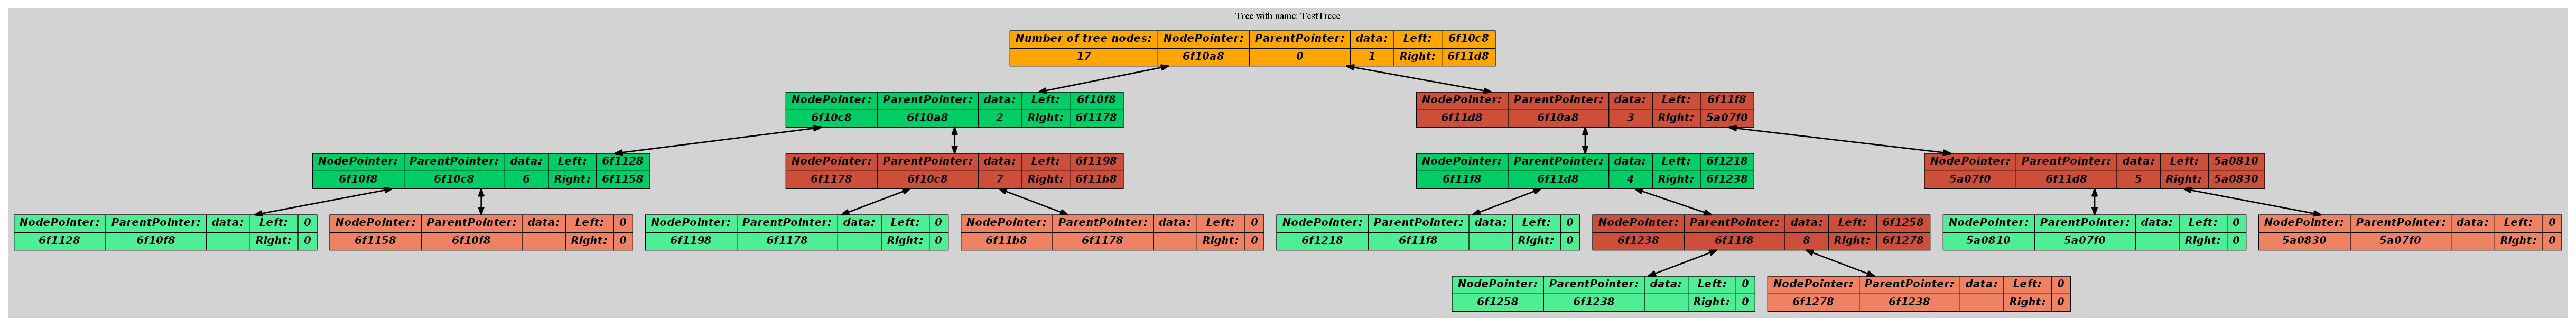 Tree with name: TestTreee
Number of tree nodes: NodePointer: ParentPointer: data: Left: 6f10c8
17 6f10a8 0 1 Right: 6f11d8
NodePointer: ParentPointer: data: Left: 6f10f8
6f10c8 6f10a8 2 Right: 6f1178
NodePointer: ParentPointer: data: Left: 6f11f8
6f11d8 6f10a8 3 Right: 5a07f0
NodePointer: ParentPointer: data: Left: 6f1128
6f10f8 6f10c8 6 Right: 6f1158
NodePointer: ParentPointer: data: Left: 6f1198
6f1178 6f10c8 7 Right: 6f11b8
NodePointer: ParentPointer: data: Left: 6f1218
6f11f8 6f11d8 4 Right: 6f1238
NodePointer: ParentPointer: data: Left: 5a0810
5a07f0 6f11d8 5 Right: 5a0830
NodePointer: ParentPointer: data: Left: 0
6f1128 6f10f8 Right: 0
NodePointer: ParentPointer: data: Left: 0
6f1158 6f10f8 Right: 0
NodePointer: ParentPointer: data: Left: 0
6f1198 6f1178 Right: 0
NodePointer: ParentPointer: data: Left: 0
6f11b8 6f1178 Right: 0
NodePointer: ParentPointer: data: Left: 0
6f1218 6f11f8 Right: 0
NodePointer: ParentPointer: data: Left: 6f1258
6f1238 6f11f8 8 Right: 6f1278
NodePointer: ParentPointer: data: Left: 0
5a0810 5a07f0 Right: 0
NodePointer: ParentPointer: data: Left: 0
5a0830 5a07f0 Right: 0
NodePointer: ParentPointer: data: Left: 0
6f1258 6f1238 Right: 0
NodePointer: ParentPointer: data: Left: 0
6f1278 6f1238 Right: 0